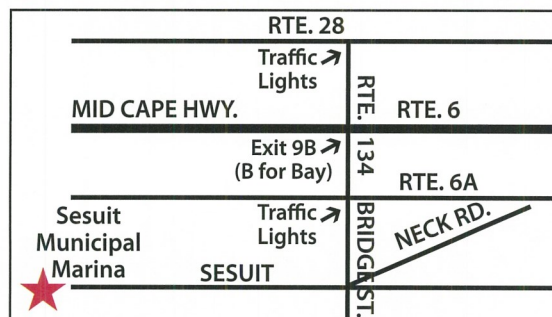 RTE. 28
Traffic
Lights
RTE. 134
MID CAPE HWY.
RTE. 6
Exit 9B
(B for Bay)
RTE. 6A
Traffic
Lights
BRIDGE ST.
NECK RD.
Sesuit
Municipal
Marina
SESUIT